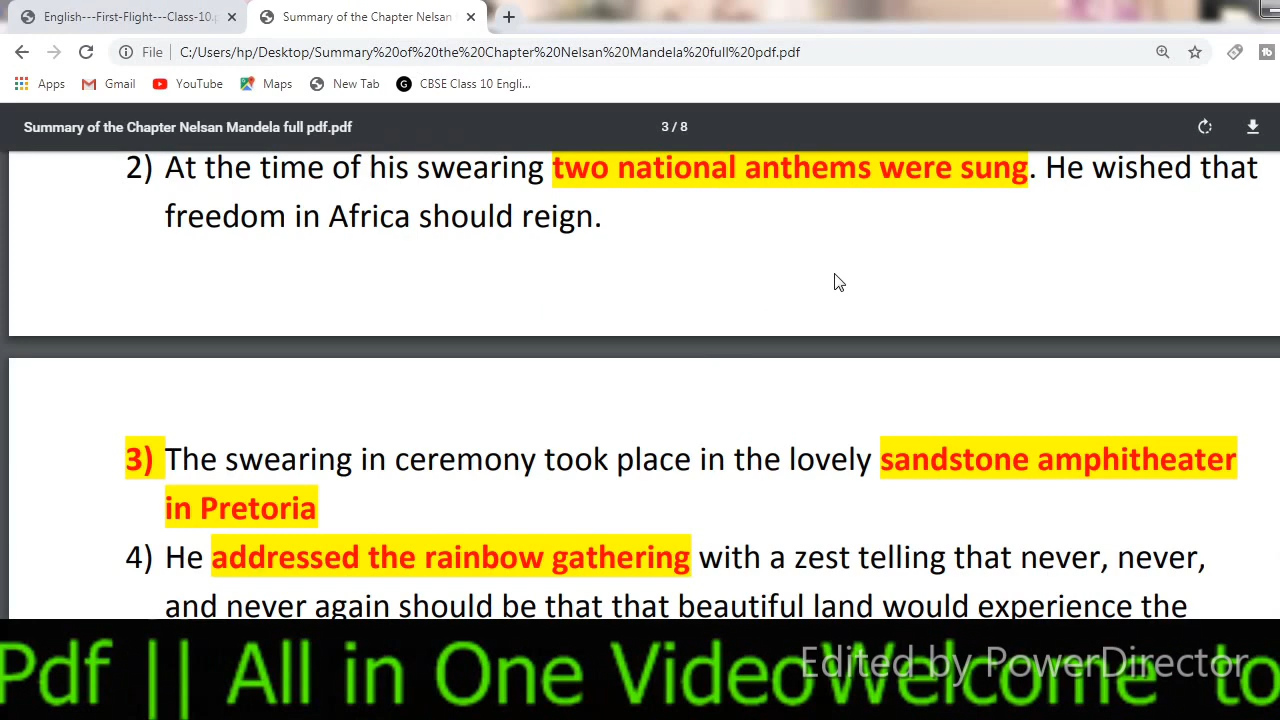 English---First-Flight---Class-10.p
Summary of the Chapter Nelsan
File C:/Users/hp/Desktop/Summary%20of%20the%20Chapter%20Nelsan%20Mandela%20full%20pdf.pdf
Apps Gmail YouTube Maps New Tab G CBSE Class 10 Engli...
Summary of the Chapter Nelsan Mandela full pdf.pdf 3 / 8
2) At the time of his swearing two national anthems were sung. He wished that
freedom in Africa should reign.
3) The swearing in ceremony took place in the lovely sandstone amphitheater
in Pretoria
4) He addressed the rainbow gathering with a zest telling that never, never,
and never again should be that that beautiful land would experience the
Pdf || All in One VideoWelcome to
Edited by PowerDirector